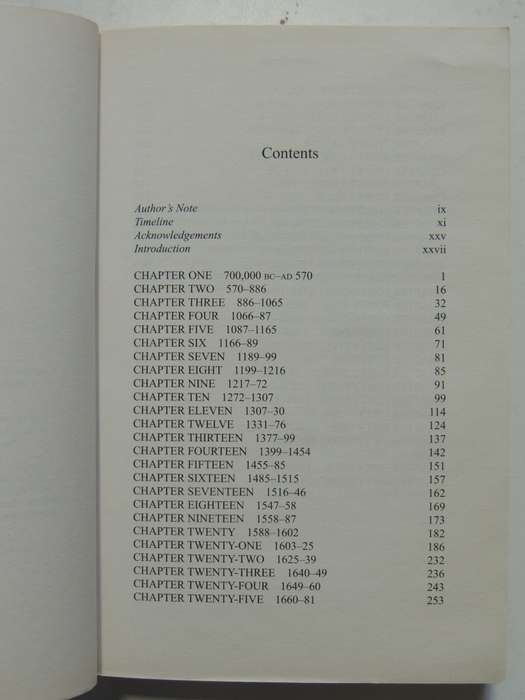 Contents
Author's Note ix
Timeline xi
Acknowledgements xxv
Introduction xxvii
CHAPTER ONE 700,000 BC–AD 570 1
CHAPTER TWO 570–886 16
CHAPTER THREE 886–1065 32
CHAPTER FOUR 1066–87 49
CHAPTER FIVE 1087–1165 61
CHAPTER SIX 1166–89 71
CHAPTER SEVEN 1189–99 81
CHAPTER EIGHT 1199–1216 85
CHAPTER NINE 1217–72 91
CHAPTER TEN 1272–1307 99
CHAPTER ELEVEN 1307–30 114
CHAPTER TWELVE 1331–76 124
CHAPTER THIRTEEN 1377–99 137
CHAPTER FOURTEEN 1399–1454 142
CHAPTER FIFTEEN 1455–85 151
CHAPTER SIXTEEN 1485–1515 157
CHAPTER SEVENTEEN 1516–46 162
CHAPTER EIGHTEEN 1547–58 169
CHAPTER NINETEEN 1558–87 173
CHAPTER TWENTY 1588–1602 182
CHAPTER TWENTY-ONE 1603–25 186
CHAPTER TWENTY-TWO 1625–39 232
CHAPTER TWENTY-THREE 1640–49 236
CHAPTER TWENTY-FOUR 1649–60 243
CHAPTER TWENTY-FIVE 1660–81 253